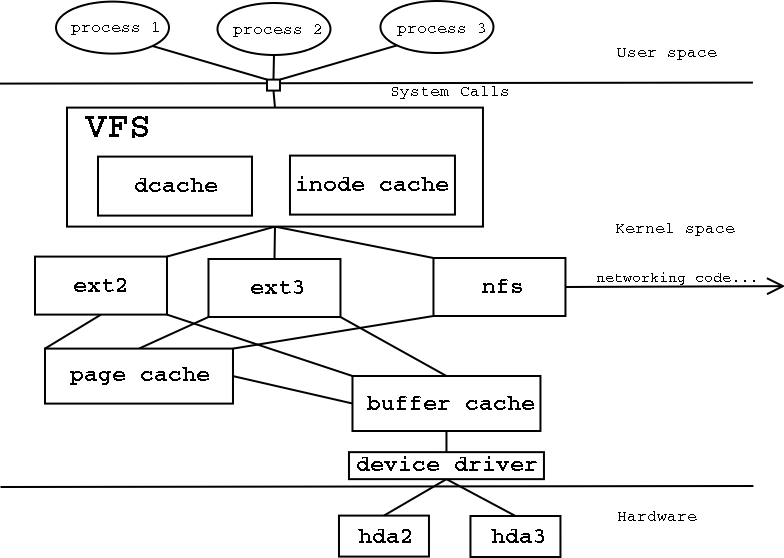 process 1
process 2
process 3
User space
System Calls
VFS
dcache
inode cache
Kernel space
ext2
ext3
nfs
networking code...
page cache
buffer cache
device driver
Hardware
hda2
hda3